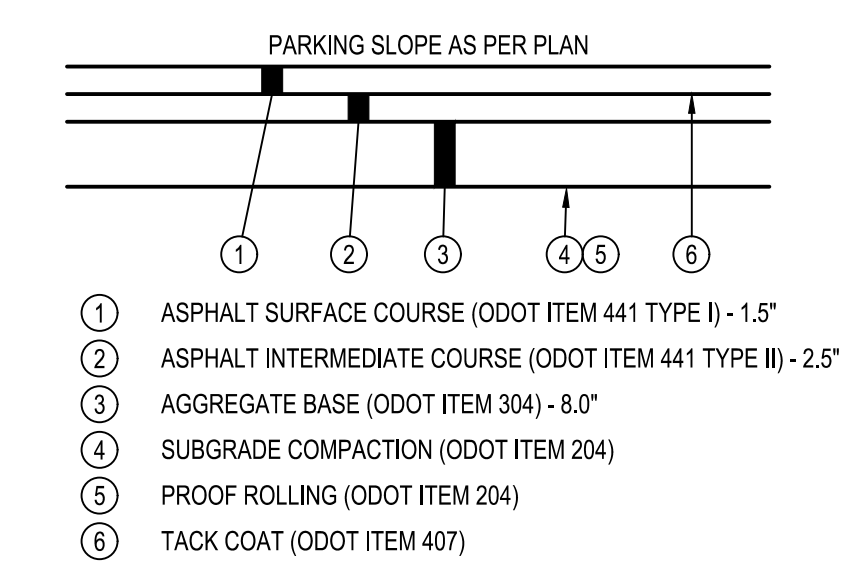 PARKING SLOPE AS PER PLAN
1 2 3 4 5 6
1 ASPHALT SURFACE COURSE (ODOT ITEM 441 TYPE I) - 1.5"
2 ASPHALT INTERMEDIATE COURSE (ODOT ITEM 441 TYPE II) - 2.5"
3 AGGREGATE BASE (ODOT ITEM 304) - 8.0"
4 SUBGRADE COMPACTION (ODOT ITEM 204)
5 PROOF ROLLING (ODOT ITEM 204)
6 TACK COAT (ODOT ITEM 407)